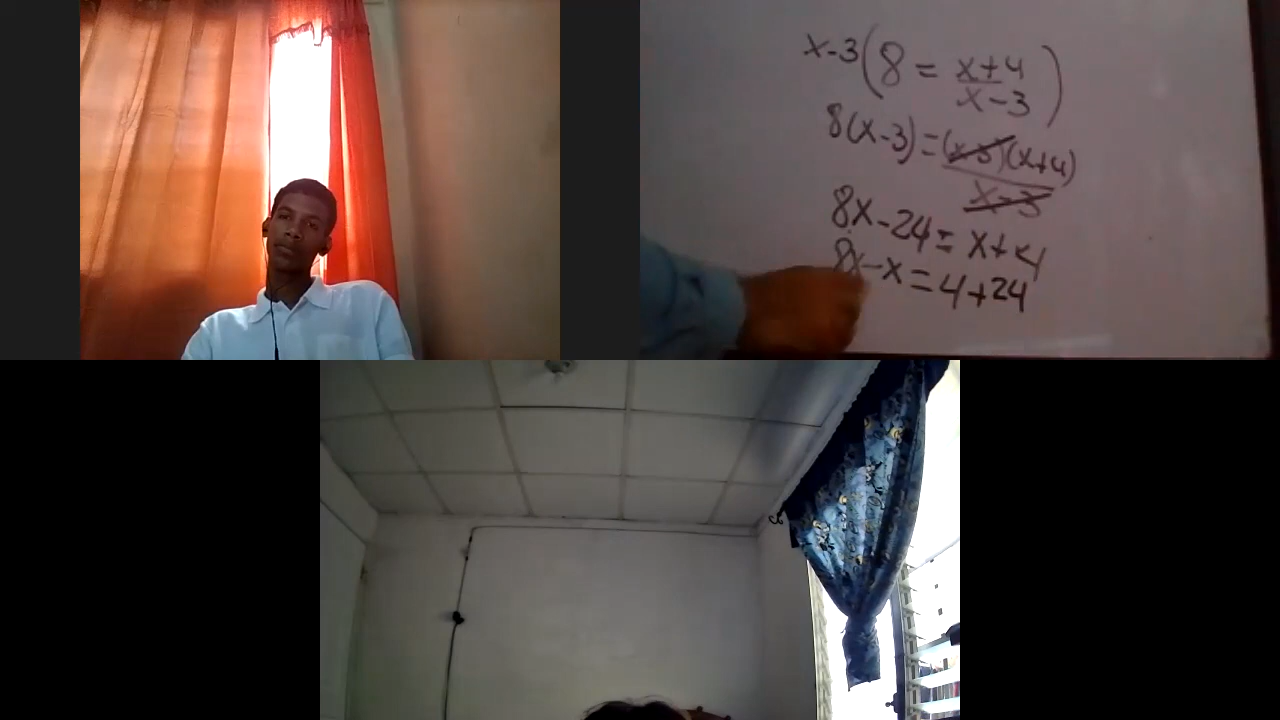 x-3(8 = x+4/x-3)
8(x-3) = (x-3)(x+4)/x-3
8x-24 = x+4
8x-x = 4+24